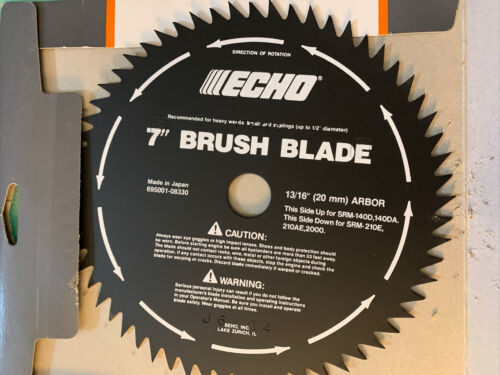 DIRECTION OF ROTATION
ECHO®
Recommended for heavy weeds, brush and saplings (up to 1/2" diameter)
7" BRUSH BLADE
Made in Japan
695001-08330
13/16" (20 mm) ARBOR
This Side Up for SRM-140D,140DA.
This Side Down for SRM-210E,
210AE,2000.
CAUTION:
Always wear eye goggles or high impact lenses. Shoes and body protection should
be worn. Before starting engine be sure all bystanders are more than 33 feet away.
The blade should not contact rocks, wire, metal or other foreign objects during
operation. If any contact occurs with these objects, stop the engine and check the
blade for warping or cracks. Discard blade immediately if warped or cracked.
WARNING:
Serious personal injury can result if you do not follow the
metal/brush blade installation and operating instructions
in your Operators Manual. Be sure you install and operate
blade safely. Wear goggles at all times.
ECHO, INC.
LAKE ZURICH, IL